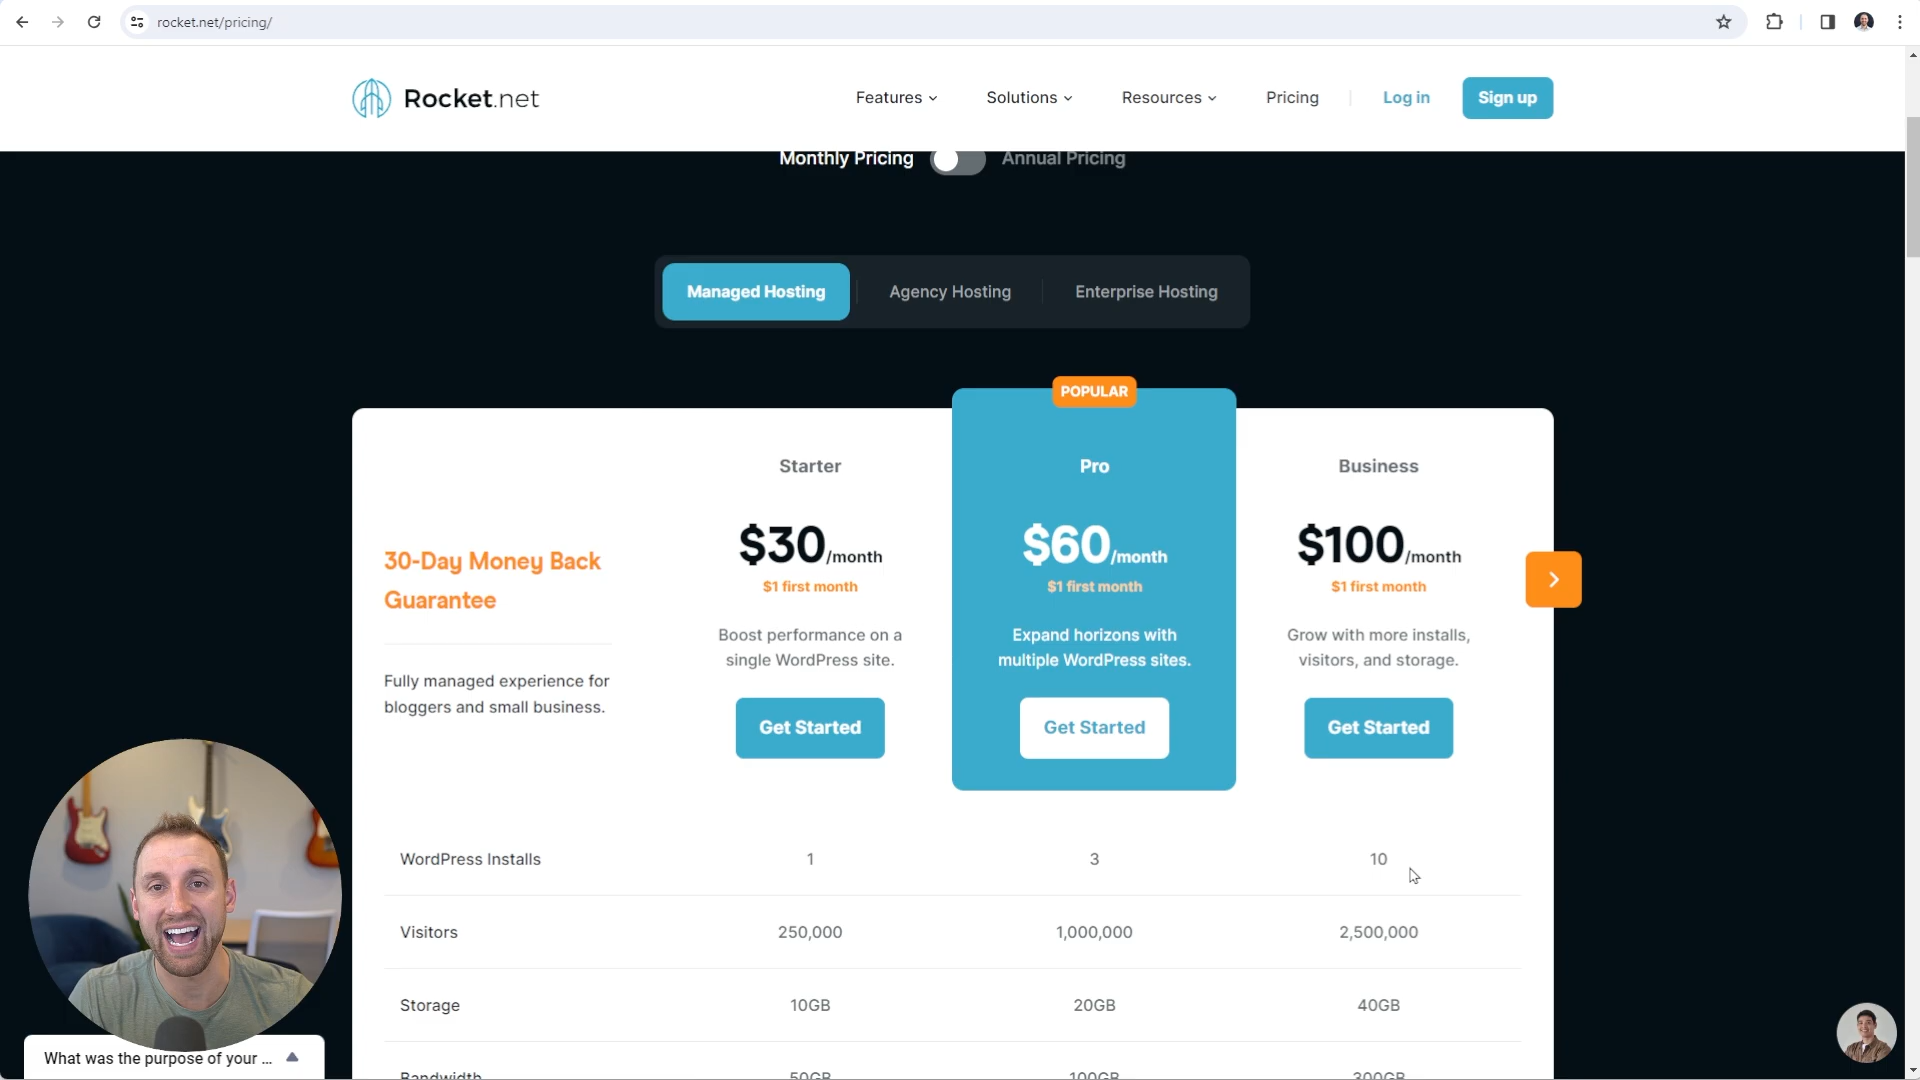 rocket.net/pricing/
Rocket.net
Features
Solutions
Resources
Pricing
Log in
Sign up
Monthly Pricing
Annual Pricing
Managed Hosting
Agency Hosting
Enterprise Hosting
POPULAR
Starter
Pro
Business
30-Day Money Back
Guarantee
$30/month
$60/month
$100/month
$1 first month
$1 first month
$1 first month
Fully managed experience for
bloggers and small business.
Boost performance on a
single WordPress site.
Expand horizons with
multiple WordPress sites.
Grow with more installs,
visitors, and storage.
Get Started
Get Started
Get Started
WordPress Installs
1
3
10
Visitors
250,000
1,000,000
2,500,000
Storage
10GB
20GB
40GB
Bandwidth
50GB
100GB
300GB
What was the purpose of your ...